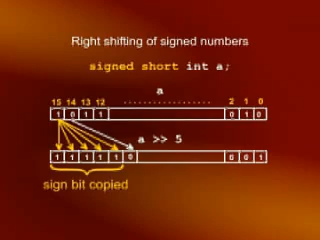 Right shifting of signed numbers
signed short int a;
a
15 14 13 12 .................. 2 1 0
1 0 1 1 0 1 0
a >> 5
1 1 1 1 1 0 0 0 1
sign bit copied